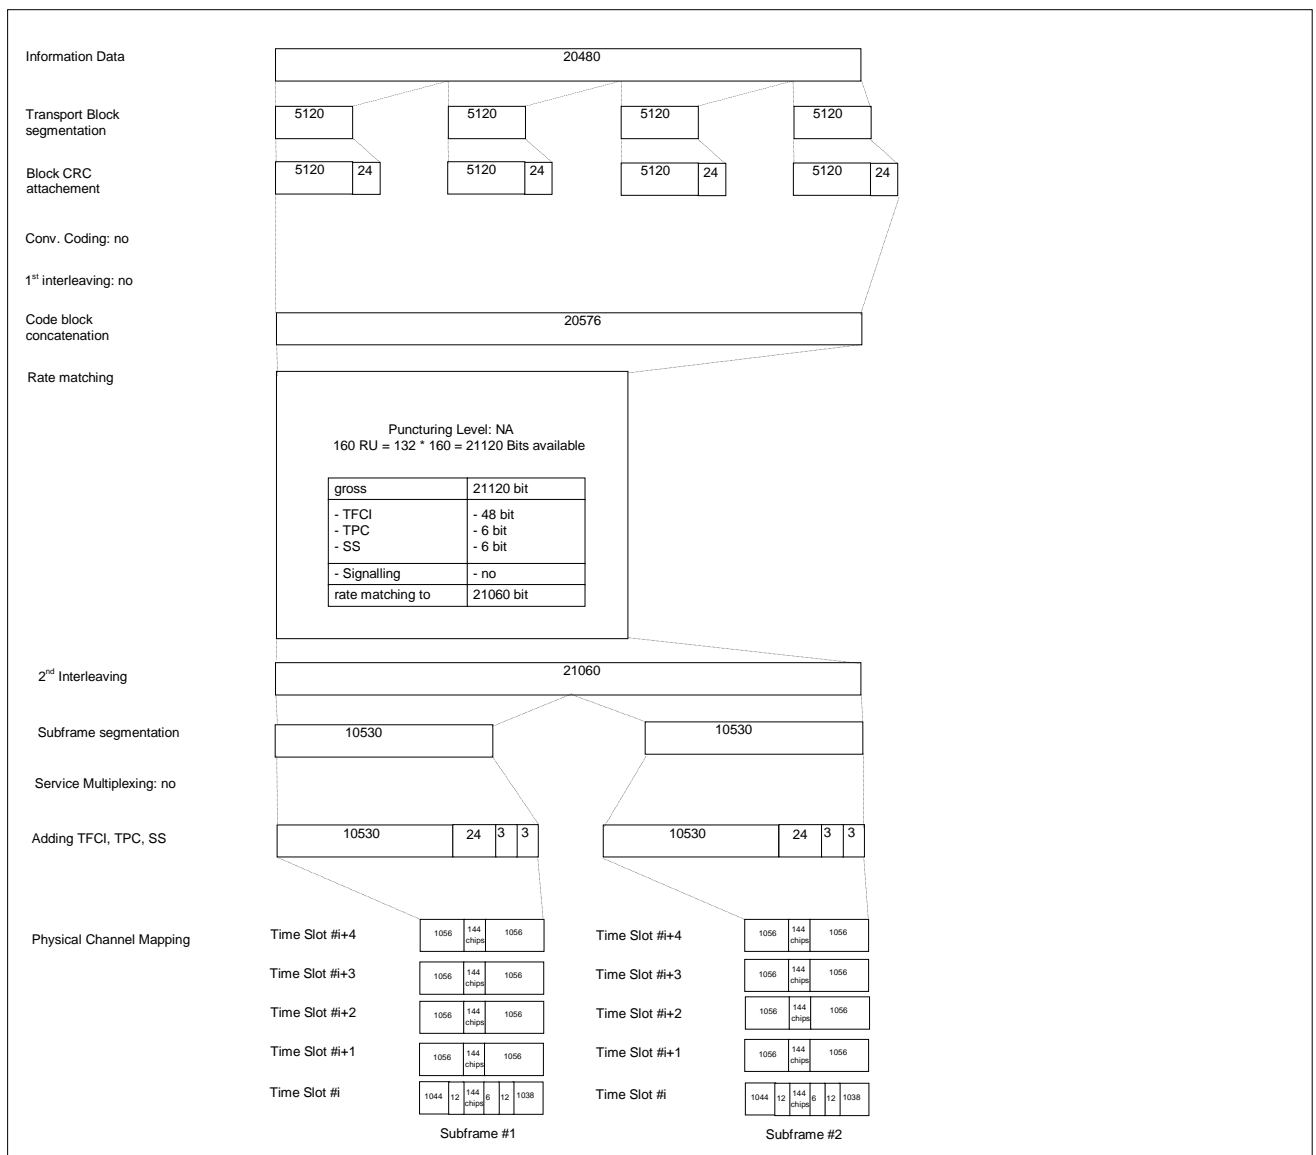 Information Data
20480
Transport Block
segmentation
5120 5120 5120 5120
Block CRC
attachement
5120 24 5120 24 5120 24 5120 24
Conv. Coding: no
1st interleaving: no
Code block
concatenation
20576
Rate matching
Puncturing Level: NA
160 RU = 132 * 160 = 21120 Bits available
gross 21120 bit
- TFCI - 48 bit
- TPC - 6 bit
- SS - 6 bit
- Signalling - no
rate matching to 21060 bit
2nd Interleaving
21060
Subframe segmentation
10530 10530
Service Multiplexing: no
Adding TFCI, TPC, SS
10530 24 3 3 10530 24 3 3
Physical Channel Mapping
Time Slot #i+4 1056 144 chips 1056 Time Slot #i+4 1056 144 chips 1056
Time Slot #i+3 1056 144 chips 1056 Time Slot #i+3 1056 144 chips 1056
Time Slot #i+2 1056 144 chips 1056 Time Slot #i+2 1056 144 chips 1056
Time Slot #i+1 1056 144 chips 1056 Time Slot #i+1 1056 144 chips 1056
Time Slot #i 1044 12 144 chips 6 12 1038 Time Slot #i 1044 12 144 chips 6 12 1038
Subframe #1 Subframe #2